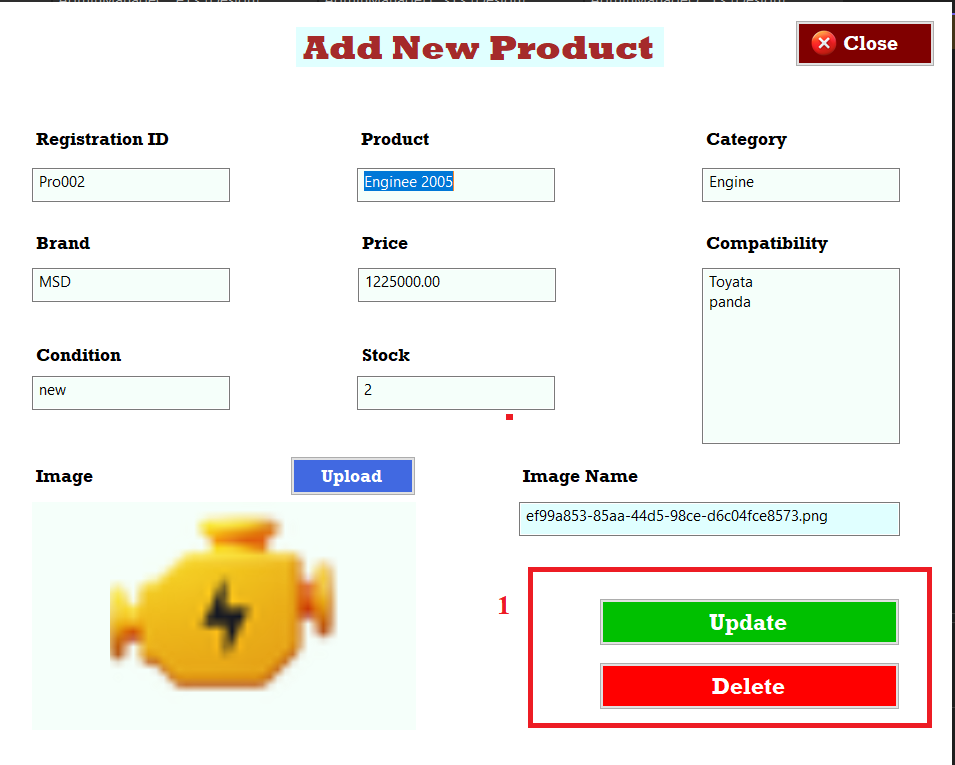 Add New Product
Close
Registration ID
Product
Category
Pro002
Enginee 2005
Engine
Brand
Price
Compatibility
MSD
1225000.00
Toyata
panda
Condition
Stock
new
2
Image
Upload
Image Name
ef99a853-85aa-44d5-98ce-d6c04fce8573.png
1
Update
Delete